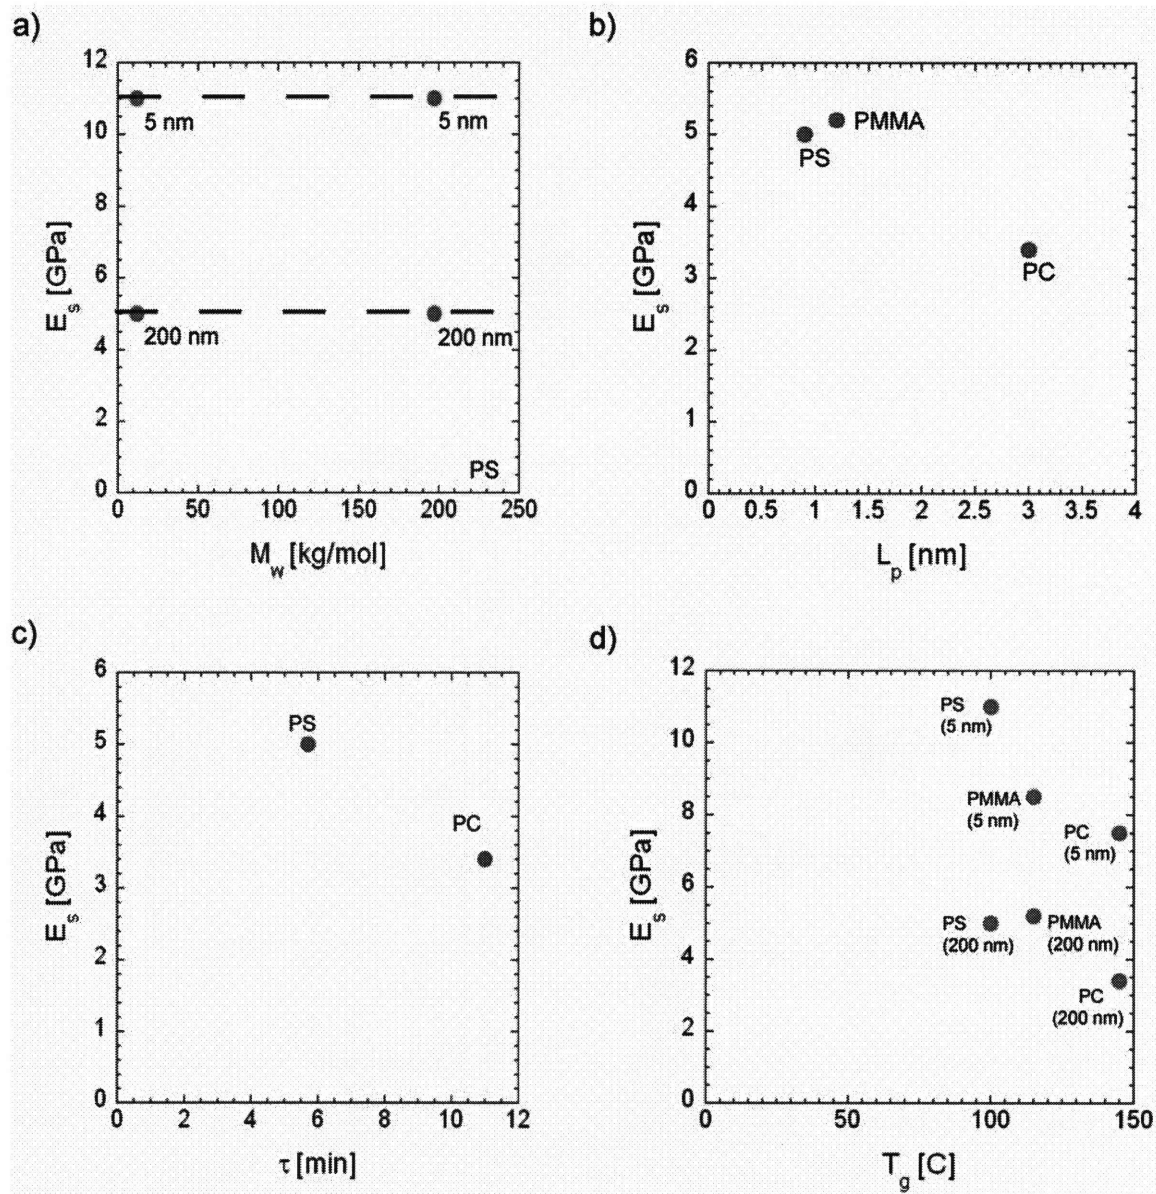 a)
12
10
8
6
4
2
0
E_s [GPa]
5 nm
5 nm
200 nm
200 nm
PS
0
50
100
150
200
250
M_w [kg/mol]
b)
6
5
4
3
2
1
0
E_s [GPa]
PMMA
PS
PC
0
0.5
1
1.5
2
2.5
3
3.5
4
L_p [nm]
c)
6
5
4
3
2
1
0
E_s [GPa]
PS
PC
0
2
4
6
8
10
12
τ [min]
d)
12
10
8
6
4
2
0
E_s [GPa]
PS
(5 nm)
PMMA
(5 nm)
PC
(5 nm)
PS
(200 nm)
PMMA
(200 nm)
PC
(200 nm)
0
50
100
150
T_g [C]